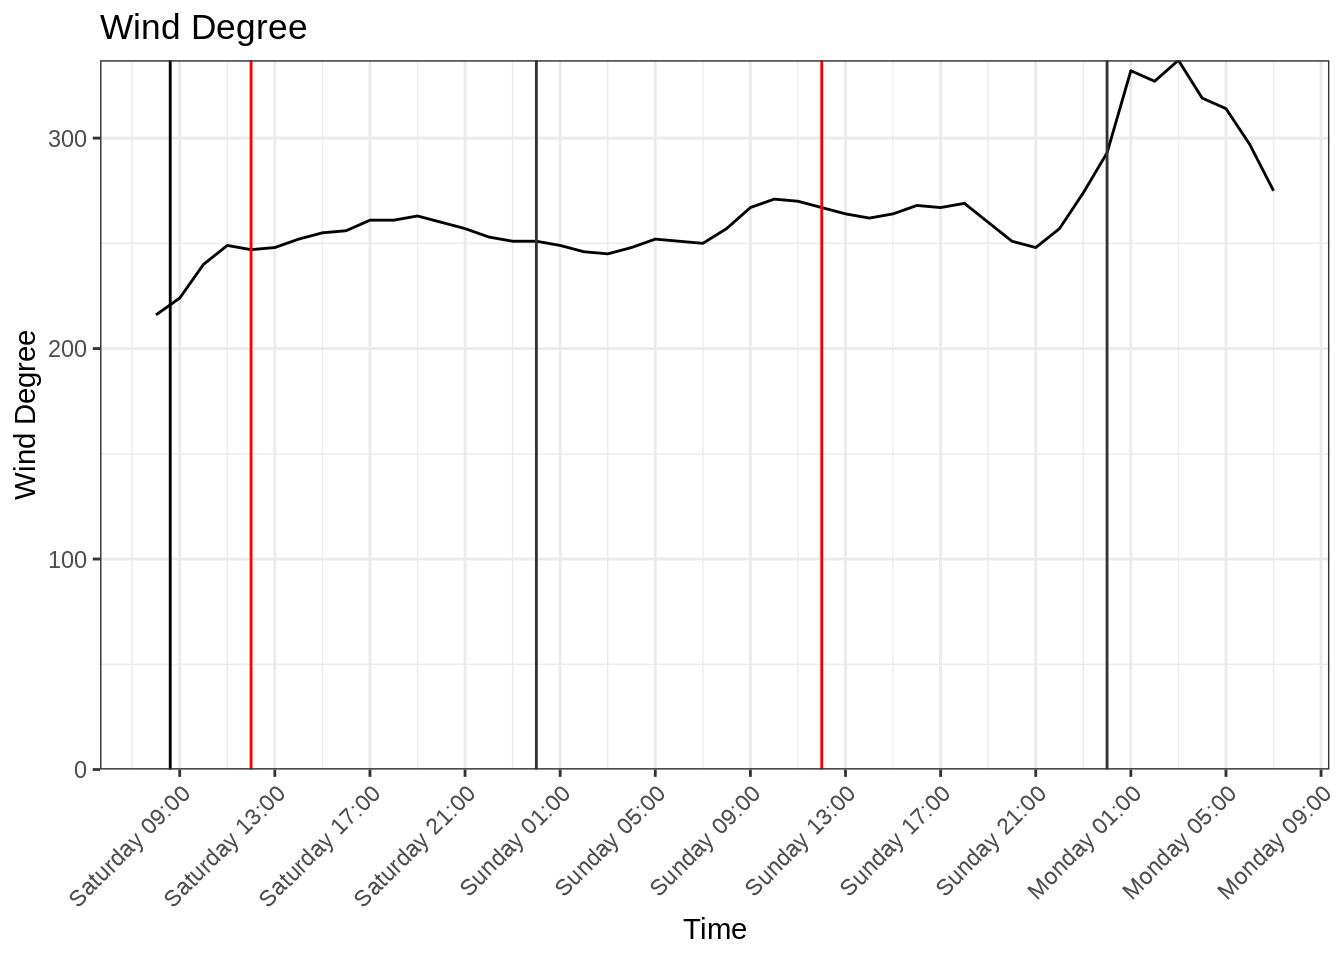 Wind Degree
Wind Degree
300
200
100
0
Saturday 09:00
Saturday 13:00
Saturday 17:00
Saturday 21:00
Sunday 01:00
Sunday 05:00
Sunday 09:00
Sunday 13:00
Sunday 17:00
Sunday 21:00
Monday 01:00
Monday 05:00
Monday 09:00
Time